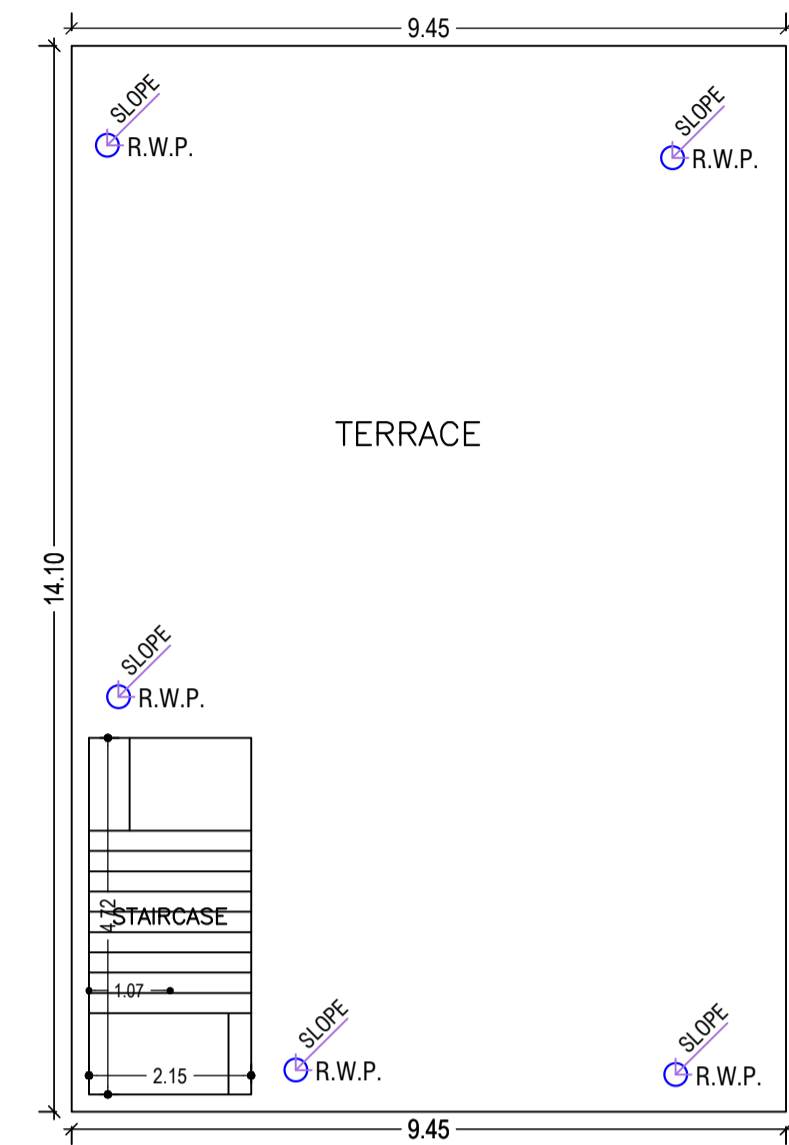 9.45
SLOPE
R.W.P.
SLOPE
R.W.P.
TERRACE
14.10
SLOPE
R.W.P.
4.72
STAIRCASE
1.07
SLOPE
R.W.P.
SLOPE
R.W.P.
2.15
9.45